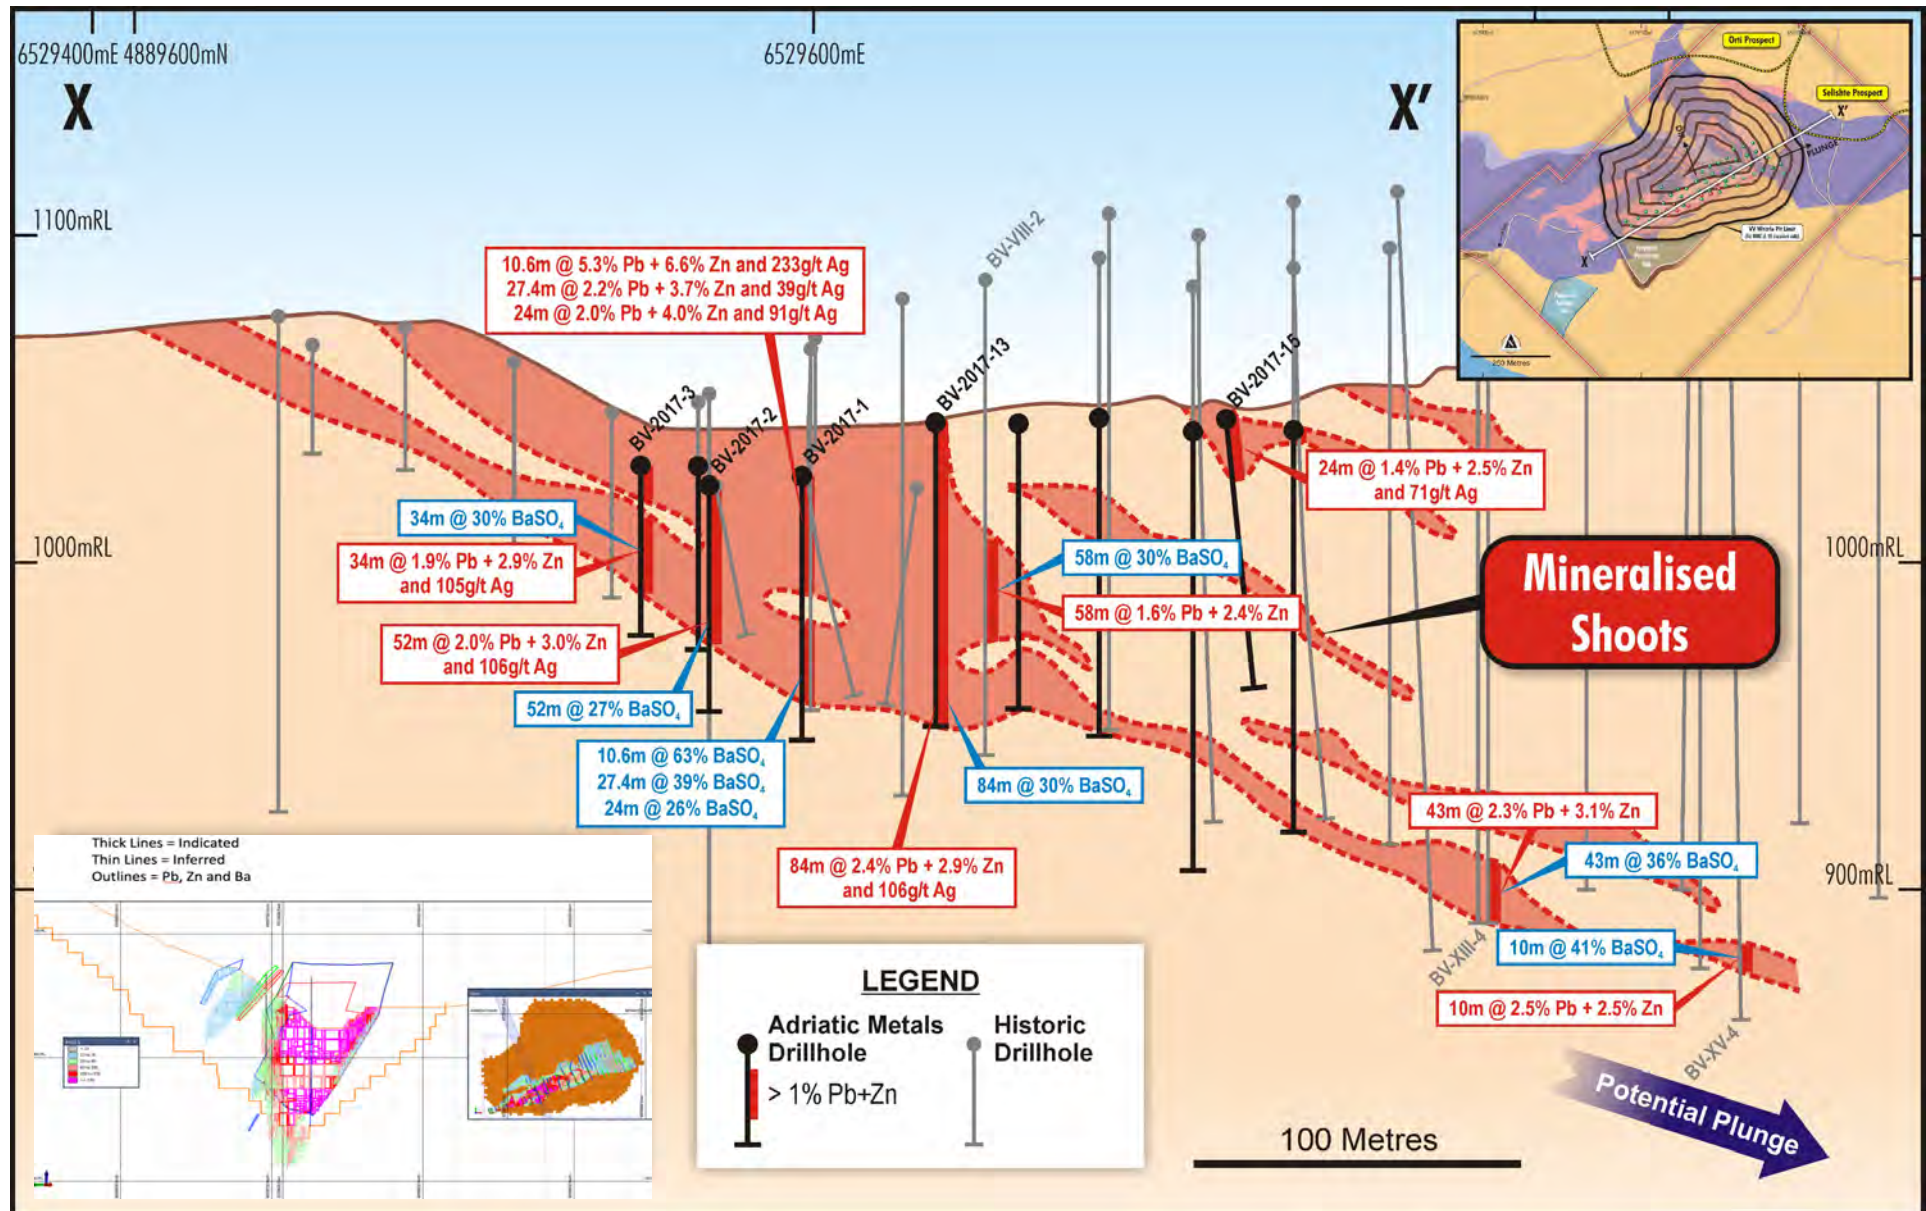 6529400mE 4889600mN
6529600mE
X
X'
1100mRL
1000mRL
1000mRL
900mRL
Orti Prospect
Selishte Prospect
X'
PLUNGE
X
250 Metres
BV-VIII-2
10.6m @ 5.3% Pb + 6.6% Zn and 233g/t Ag
27.4m @ 2.2% Pb + 3.7% Zn and 39g/t Ag
24m @ 2.0% Pb + 4.0% Zn and 91g/t Ag
BV-2017-3
BV-2017-2
BV-2017-1
BV-2017-13
BV-2017-15
24m @ 1.4% Pb + 2.5% Zn
and 71g/t Ag
34m @ 30% BaSO₄
34m @ 1.9% Pb + 2.9% Zn
and 105g/t Ag
58m @ 30% BaSO₄
58m @ 1.6% Pb + 2.4% Zn
Mineralised
Shoots
52m @ 2.0% Pb + 3.0% Zn
and 106g/t Ag
52m @ 27% BaSO₄
10.6m @ 63% BaSO₄
27.4m @ 39% BaSO₄
24m @ 26% BaSO₄
84m @ 30% BaSO₄
84m @ 2.4% Pb + 2.9% Zn
and 106g/t Ag
43m @ 2.3% Pb + 3.1% Zn
43m @ 36% BaSO₄
BV-XIII-4
10m @ 41% BaSO₄
10m @ 2.5% Pb + 2.5% Zn
BV-XV-4
Thick Lines = Indicated
Thin Lines = Inferred
Outlines = Pb, Zn and Ba
LEGEND
Adriatic Metals
Drillhole
> 1% Pb+Zn
Historic
Drillhole
100 Metres
Potential Plunge